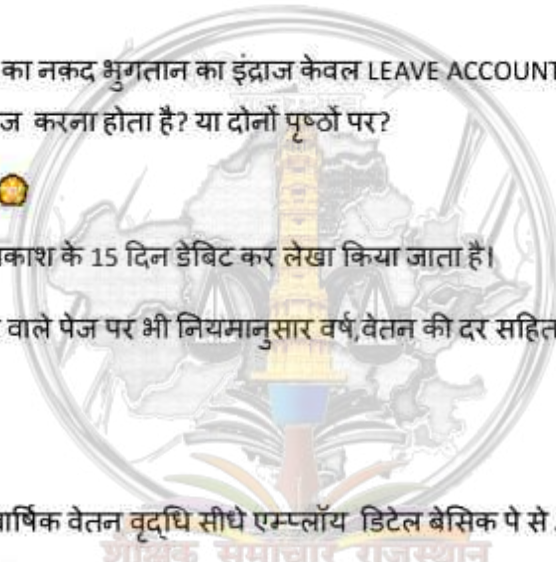 का नक़द भुगतान का इंद्राज केवल LEAVE ACCOUNT
ज करना होता है? या दोनों पृष्ठों पर?
काश के 15 दिन डेबिट कर लेखा किया जाता है।
वाले पेज पर भी नियमानुसार वर्ष,वेतन की दर सहित
ार्षिक वेतन वृद्धि सीधे एम्प्लॉय डिटेल बेसिक पे से
शैक्षिक समाचार राजस्थान